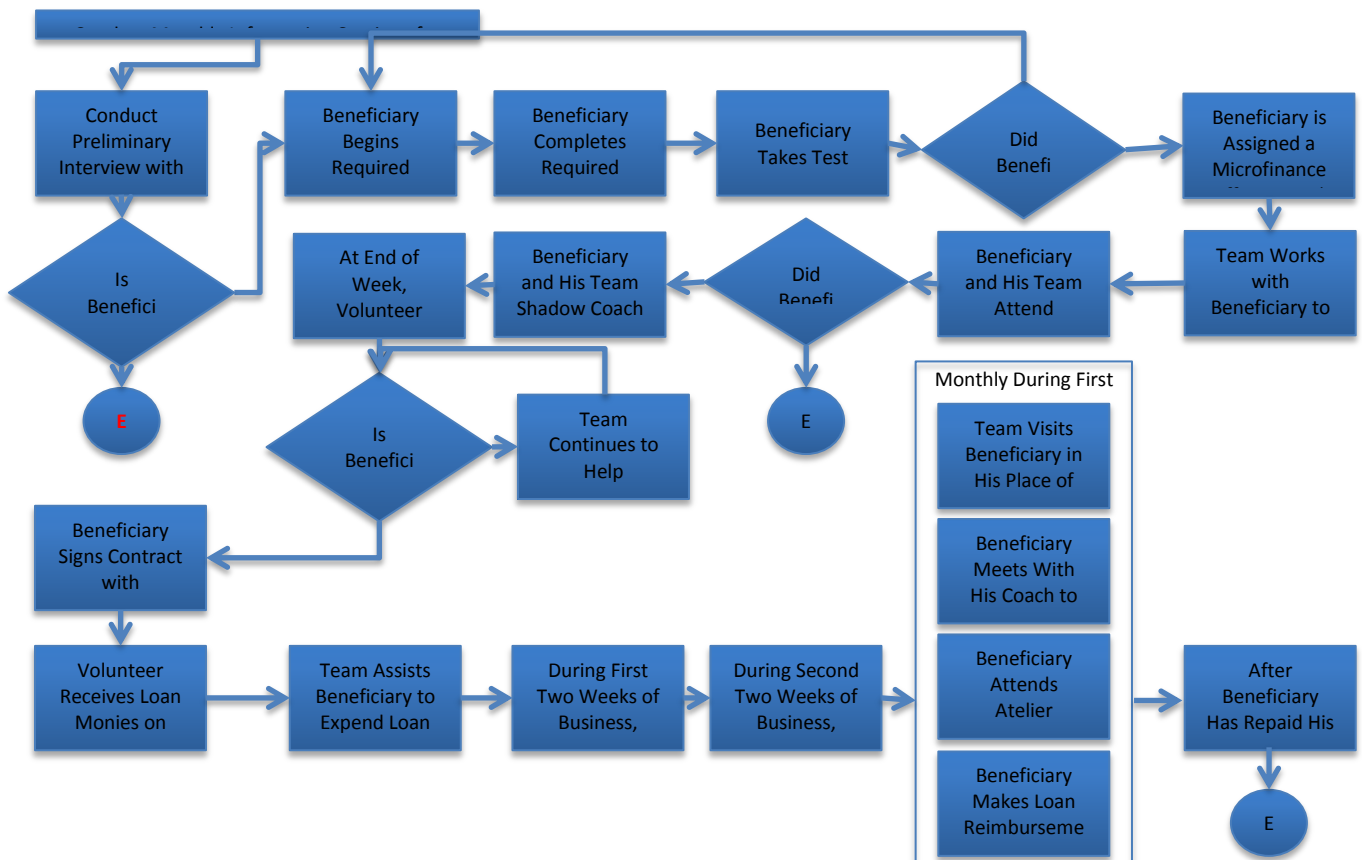 Conduct
Preliminary
Interview with
Beneficiary
Begins
Required
Beneficiary
Completes
Required
Beneficiary
Takes Test
Did
Benefi
Beneficiary is
Assigned a
Microfinance
Is
Benefici
E
At End of
Week,
Volunteer
Beneficiary
and His Team
Shadow Coach
Did
Benefi
E
Beneficiary
and His Team
Attend
Team Works
with
Beneficiary to
Is
Benefici
Team
Continues to
Help
Monthly During First
Team Visits
Beneficiary in
His Place of
Beneficiary
Meets With
His Coach to
Beneficiary
Attends
Atelier
Beneficiary
Makes Loan
Reimburseme
Beneficiary
Signs Contract
with
Volunteer
Receives Loan
Monies on
Team Assists
Beneficiary to
Expend Loan
During First
Two Weeks of
Business,
During Second
Two Weeks of
Business,
After
Beneficiary
Has Repaid His
E